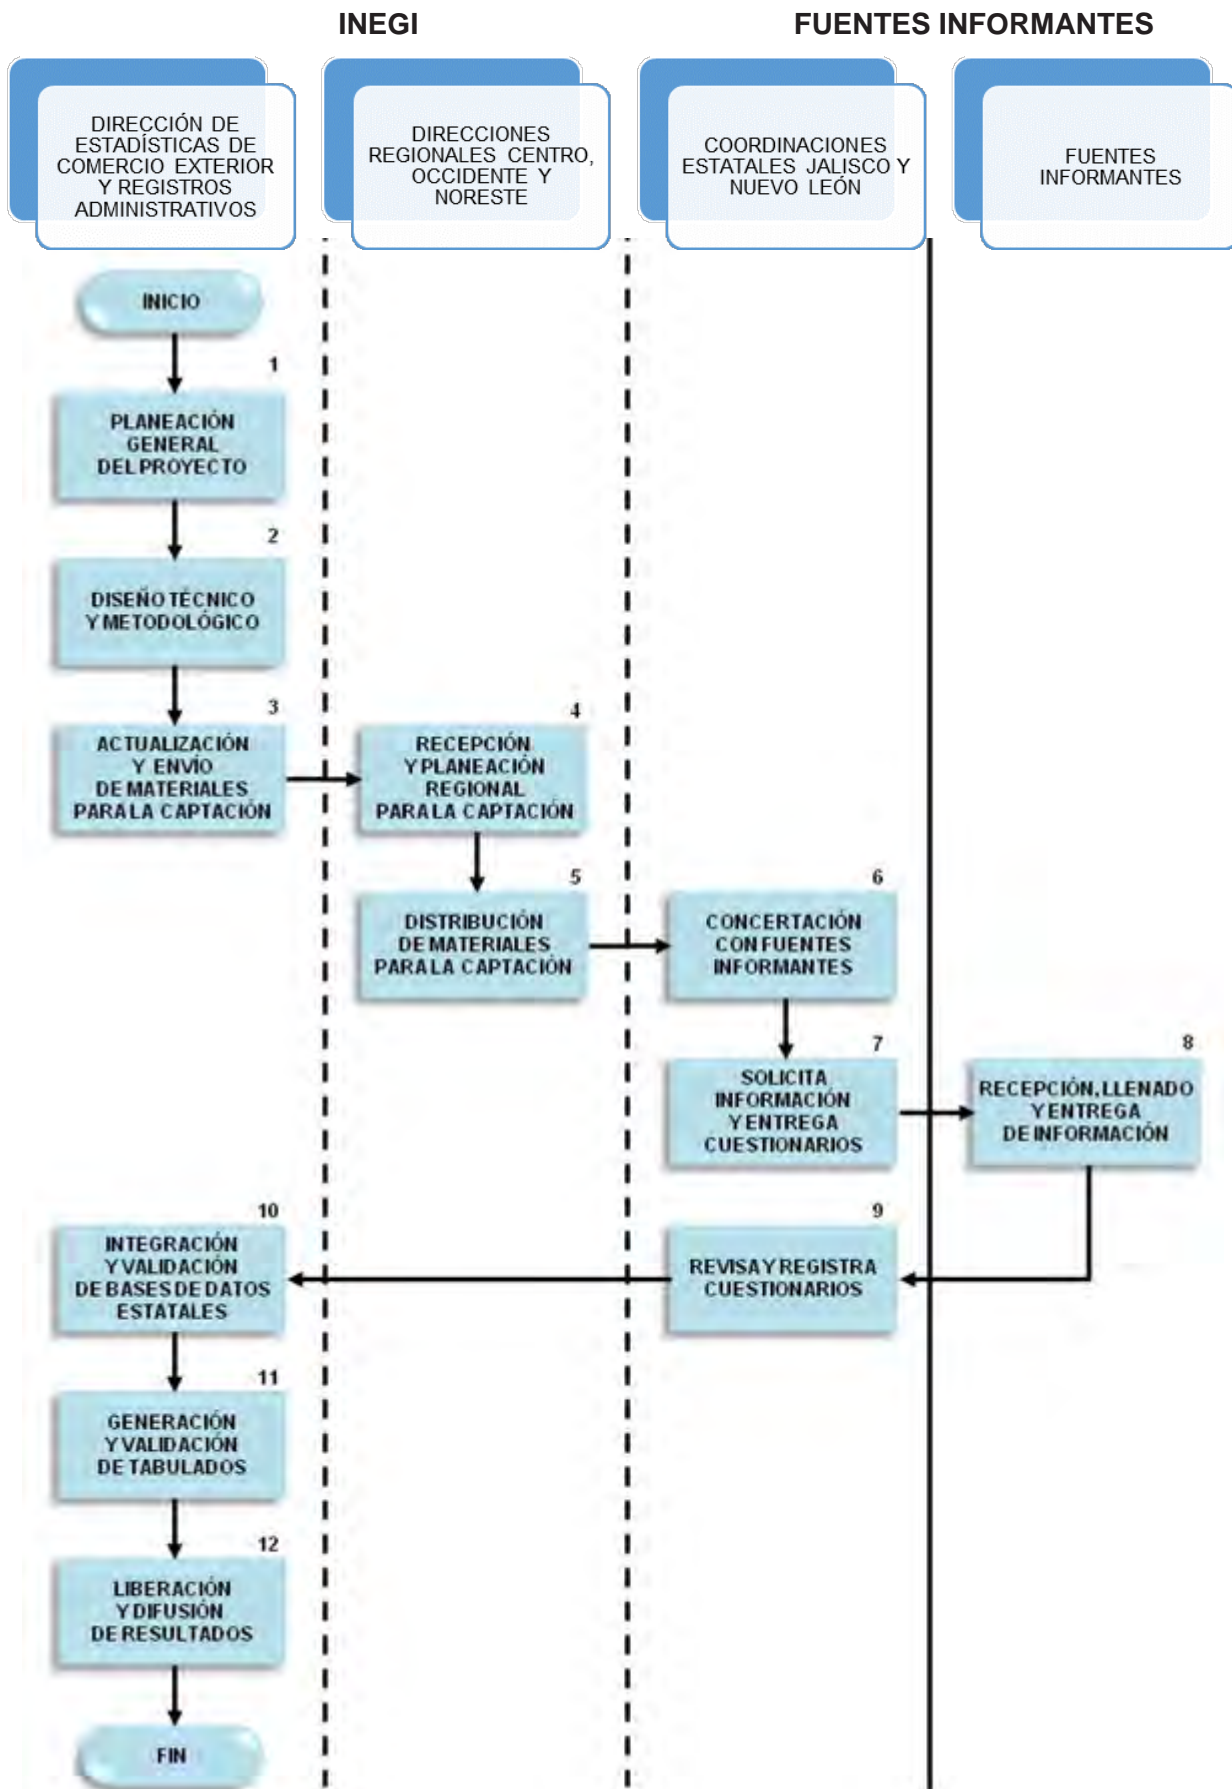 INEGI
FUENTES INFORMANTES
DIRECCIÓN DE
ESTADÍSTICAS DE
COMERCIO EXTERIOR
Y REGISTROS
ADMINISTRATIVOS
DIRECCIONES
REGIONALES CENTRO,
OCCIDENTE Y
NORESTE
COORDINACIONES
ESTATALES JALISCO Y
NUEVO LEÓN
FUENTES
INFORMANTES
INICIO
1
PLANEACIÓN
GENERAL
DEL PROYECTO
2
DISEÑO TÉCNICO
Y METODOLÓGICO
3
ACTUALIZACIÓN
Y ENVÍO
DE MATERIALES
PARA LA CAPTACIÓN
4
RECEPCIÓN
Y PLANEACIÓN
REGIONAL
PARA LA CAPTACIÓN
5
DISTRIBUCIÓN
DE MATERIALES
PARA LA CAPTACIÓN
6
CONCERTACIÓN
CON FUENTES
INFORMANTES
7
SOLICITA
INFORMACIÓN
Y ENTREGA
CUESTIONARIOS
8
RECEPCIÓN, LLENADO
Y ENTREGA
DE INFORMACIÓN
9
REVISA Y REGISTRA
CUESTIONARIOS
10
INTEGRACIÓN
Y VALIDACIÓN
DE BASES DE DATOS
ESTATALES
11
GENERACIÓN
Y VALIDACIÓN
DE TABULADOS
12
LIBERACIÓN
Y DIFUSIÓN
DE RESULTADOS
FIN